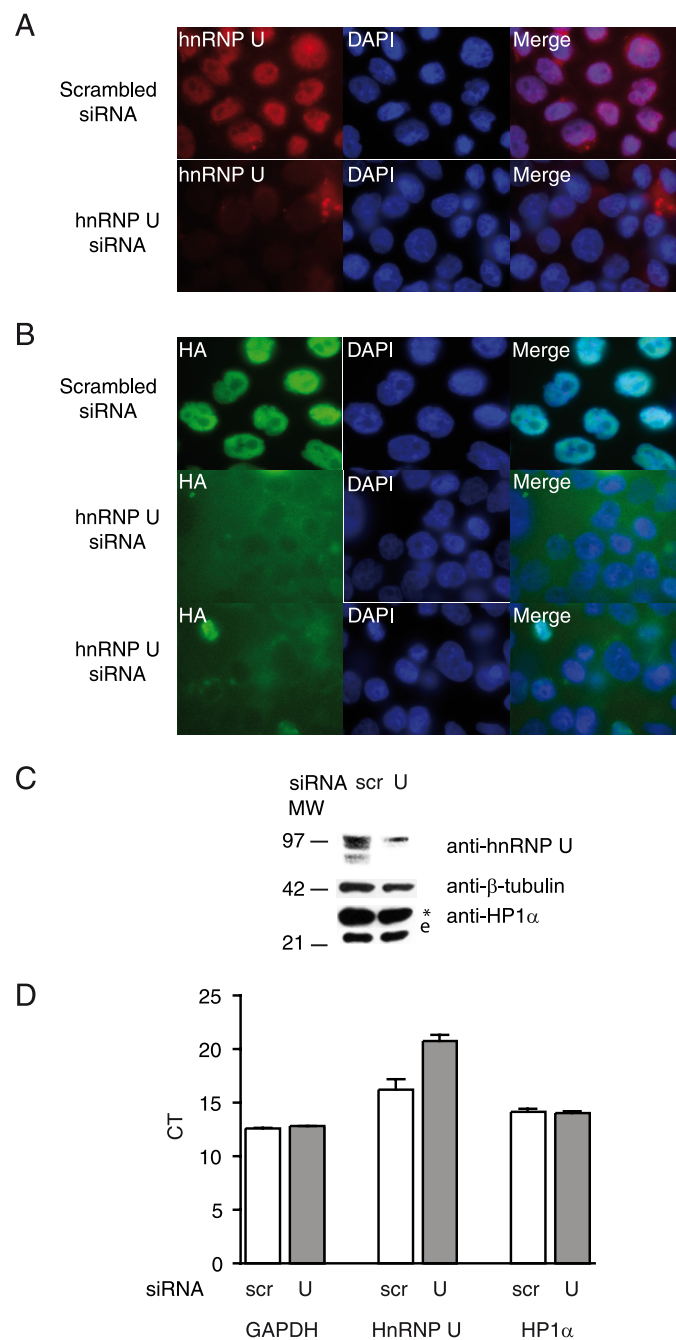 A
hnRNP U DAPI Merge
Scrambled
siRNA
hnRNP U DAPI Merge
hnRNP U
siRNA
B
HA DAPI Merge
Scrambled
siRNA
HA DAPI Merge
hnRNP U
siRNA
HA DAPI Merge
hnRNP U
siRNA
C
siRNA scr U
MW
97 anti-hnRNP U
42 anti-β-tubulin
* anti-HP1α
e
21
D
25
20
15
10
5
0
CT
siRNA scr U scr U scr U
GAPDH HnRNP U HP1α